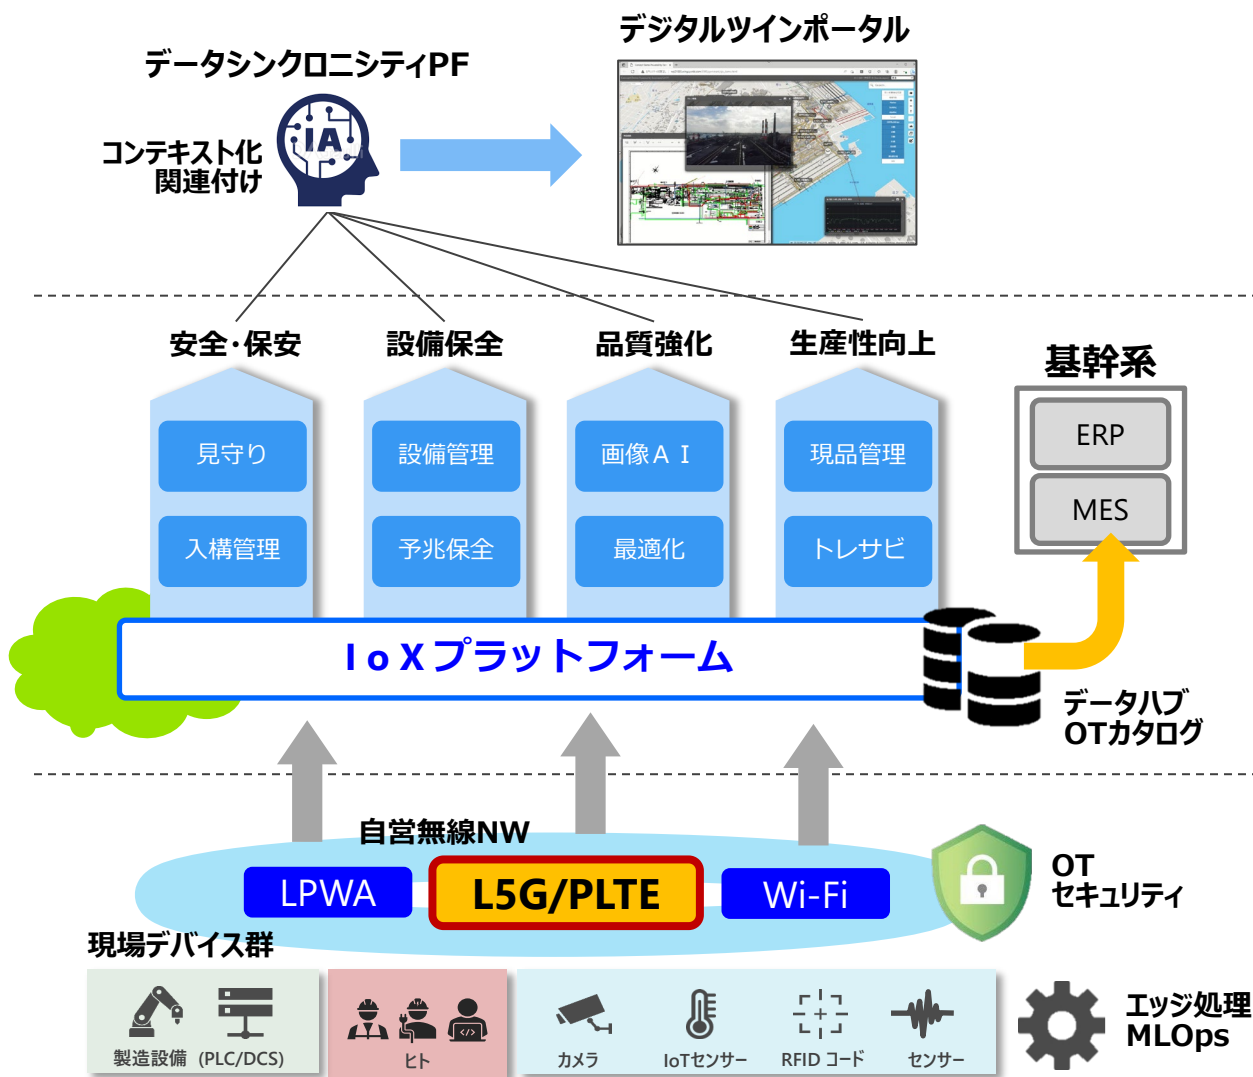 デジタルツインポータル
データシンクロニシティPF
IA
コンテキスト化
関連付け
安全・保安
設備保全
品質強化
生産性向上
基幹系
見守り
設備管理
画像AI
現品管理
ERP
入構管理
予兆保全
最適化
トレサビ
MES
IoXプラットフォーム
データハブ
OTカタログ
自営無線NW
LPWA
L5G/PLTE
Wi-Fi
OT
セキュリティ
現場デバイス群
製造設備 (PLC/DCS)
ヒト
カメラ
IoTセンサー
RFID コード
センサー
エッジ処理
MLOps